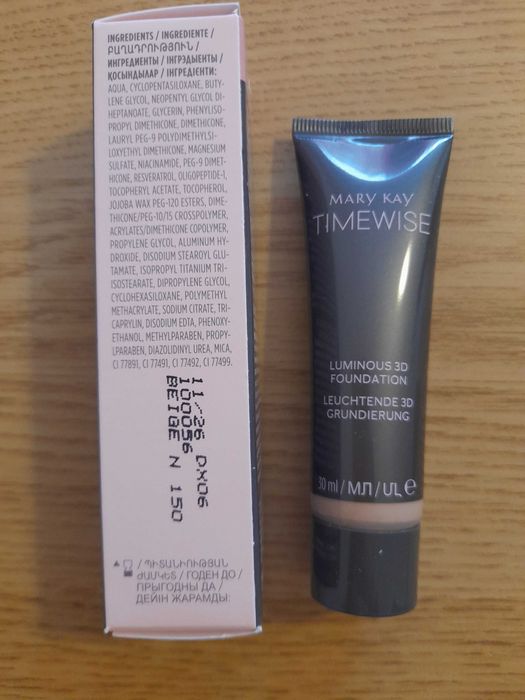 INGREDIENTS / INGREDIENTE /
ԲԱՂԱԴՐՈՒԹՅՈՒՆ /
ИНГРЕДИЕНТЫ / ІНГРЭДЫЕНТЫ /
ҚОСЫНДЫЛАР / ІНГРЕДІЄНТИ:
AQUA, CYCLOPENTASILOXANE, BUTY-
LENE GLYCOL, NEOPENTYL GLYCOL DI-
HEPTANOATE, GLYCERIN, PHENYLISO-
PROPYL DIMETHICONE, DIMETHICONE,
LAURYL PEG-9 POLYDIMETHYLSI-
LOXYETHYL DIMETHICONE, MAGNESIUM
SULFATE, NIACINAMIDE, PEG-9 DIMET-
HICONE, RESVERATROL, OLIGOPEPTIDE-1,
TOCOPHERYL ACETATE, TOCOPHEROL,
JOJOBA WAX PEG-120 ESTERS, DIME-
THICONE/PEG-10/15 CROSSPOLYMER,
ACRYLATES/DIMETHICONE COPOLYMER,
PROPYLENE GLYCOL, ALUMINUM HY-
DROXIDE, DISODIUM STEAROYL GLU-
TAMATE, ISOPROPYL TITANIUM TRI-
ISOSTEARATE, DIPROPYLENE GLYCOL,
CYCLOHEXASILOXANE, POLYMETHYL
METHACRYLATE, SODIUM CITRATE, TRI-
CAPRYLIN, DISODIUM EDTA, PHENOXY-
ETHANOL, METHYLPARABEN, PROPY-
LPARABEN, DIAZOLIDINYL UREA, MICA,
CI 77891, CI 77491, CI 77492, CI 77499.
11/26 DX06
100056
BEIGE N 150
/ ՊԻՏԱՆԻՈՒԹՅԱՆ
ԺԱՄԿԵՏ / ГОДЕН ДО /
ПРЫГОДНЫ ДА /
ДЕЙІН ЖАРАМДЫ:
MARY KAY
TIMEWISE
LUMINOUS 3D
FOUNDATION
LEUCHTENDE 3D
GRUNDIERUNG
30 ml / МЛ / ՄԼ e